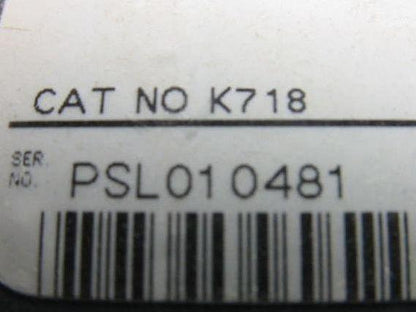 CAT NO K718
SER.
NO. PSL010481